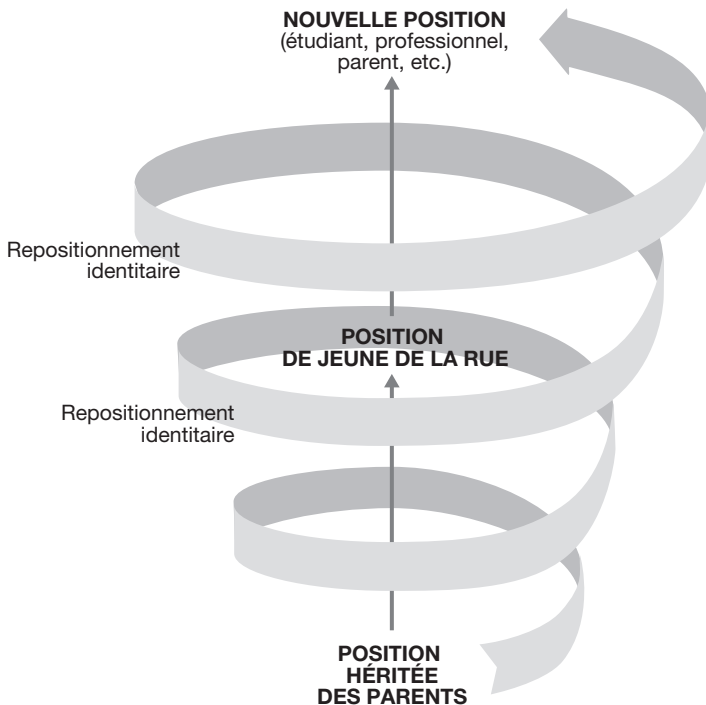 NOUVELLE POSITION
(étudiant, professionnel,
parent, etc.)
Repositionnement
identitaire
POSITION
DE JEUNE DE LA RUE
Repositionnement
identitaire
POSITION
HÉRITÉE
DES PARENTS